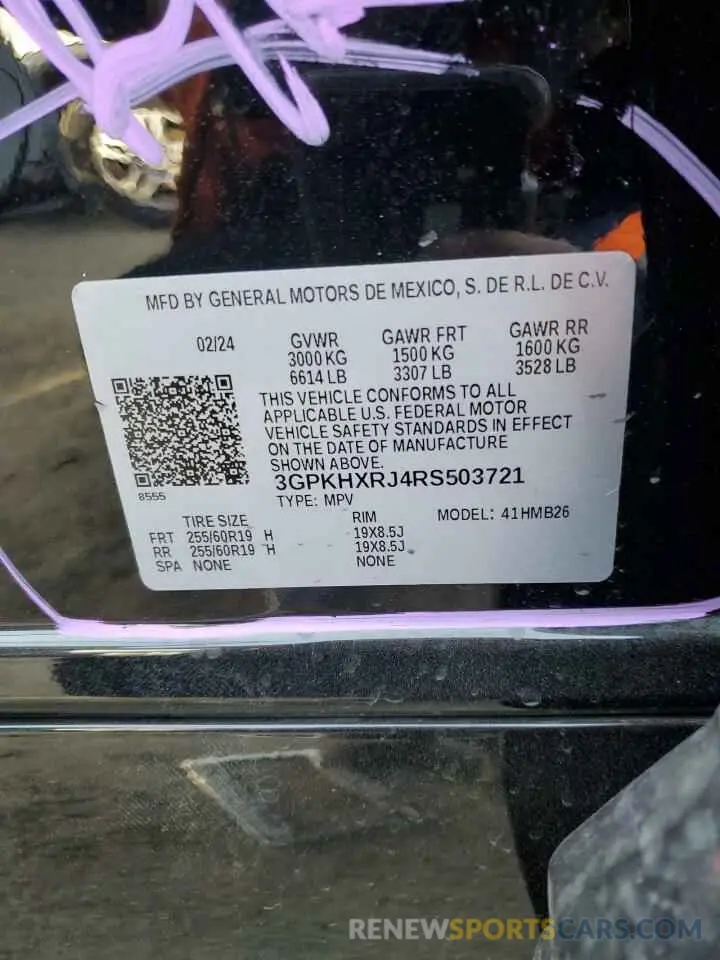 MFD BY GENERAL MOTORS DE MEXICO, S. DE R.L. DE C.V.
02/24 GVWR GAWR FRT GAWR RR
3000 KG 1500 KG 1600 KG
6614 LB 3307 LB 3528 LB
THIS VEHICLE CONFORMS TO ALL
APPLICABLE U.S. FEDERAL MOTOR
VEHICLE SAFETY STANDARDS IN EFFECT
ON THE DATE OF MANUFACTURE
SHOWN ABOVE.
3GPKHXRJ4RS503721
8555
TYPE: MPV
MODEL: 41HMB26
TIRE SIZE RIM
FRT 255/60R19 H 19X8.5J
RR 255/60R19 H 19X8.5J
SPA NONE NONE
RENEWSPORTSCARS.COM